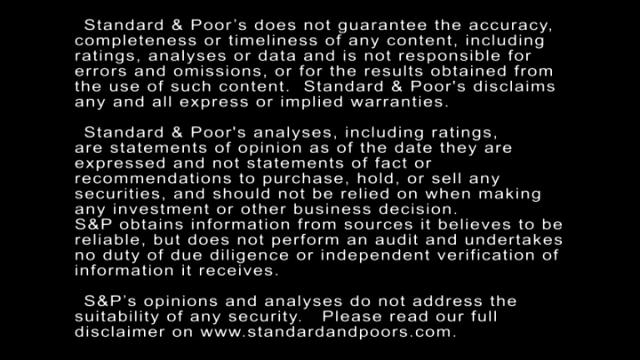 Standard & Poor's does not guarantee the accuracy,
completeness or timeliness of any content, including
ratings, analyses or data and is not responsible for
errors and omissions, or for the results obtained from
the use of such content.  Standard & Poor's disclaims
any and all express or implied warranties.
Standard & Poor's analyses, including ratings,
are statements of opinion as of the date they are
expressed and not statements of fact or
recommendations to purchase, hold, or sell any
securities, and should not be relied on when making
any investment or other business decision.
S&P obtains information from sources it believes to be
reliable, but does not perform an audit and undertakes
no duty of due diligence or independent verification of
information it receives.
S&P's opinions and analyses do not address the
suitability of any security.   Please read our full
disclaimer on www.standardandpoors.com.